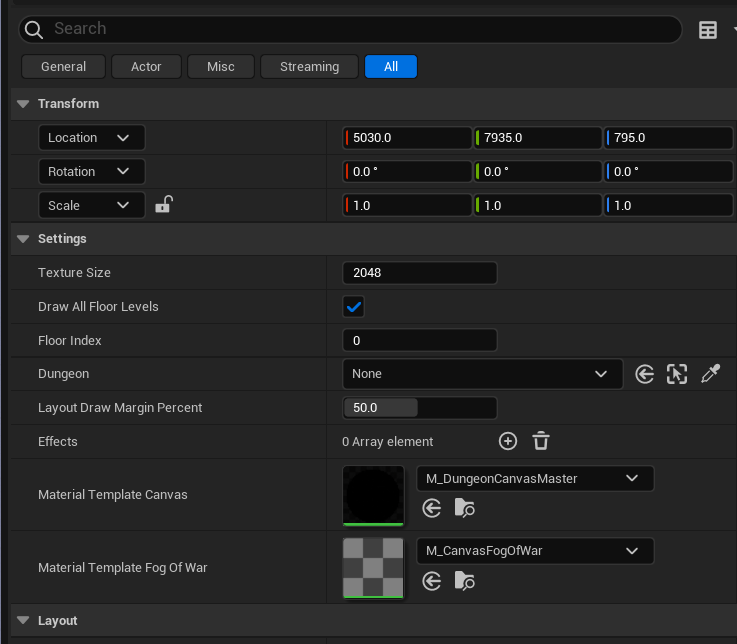 Search
General Actor Misc Streaming All
Transform
Location 5030.0 7935.0 795.0
Rotation 0.0 ° 0.0 ° 0.0 °
Scale 1.0 1.0 1.0
Settings
Texture Size 2048
Draw All Floor Levels
Floor Index 0
Dungeon None
Layout Draw Margin Percent 50.0
Effects 0 Array element
Material Template Canvas M_DungeonCanvasMaster
Material Template Fog Of War M_CanvasFogOfWar
Layout